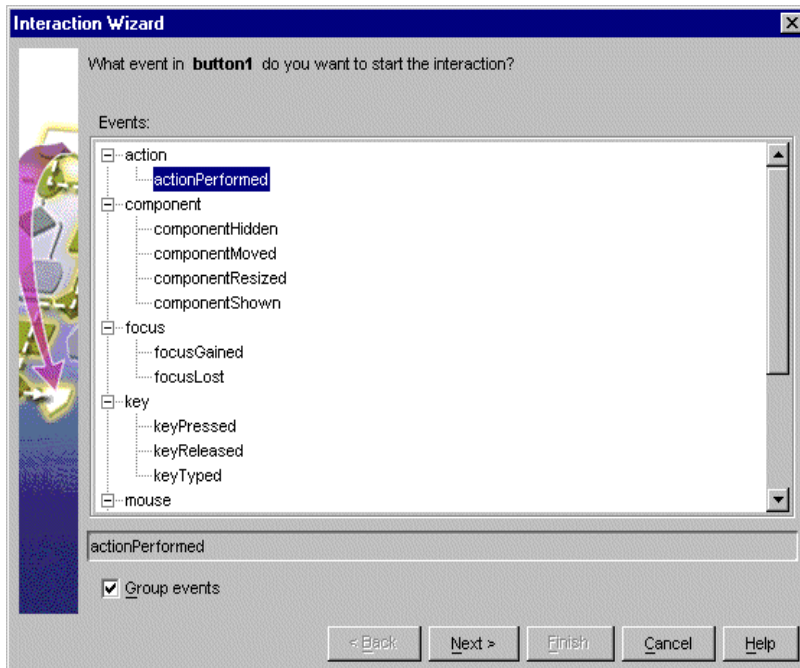 Interaction Wizard
What event in button1 do you want to start the interaction?
Events:
action
actionPerformed
component
componentHidden
componentMoved
componentResized
componentShown
focus
focusGained
focusLost
key
keyPressed
keyReleased
keyTyped
mouse
actionPerformed
Group events
< Back Next > Finish Cancel Help